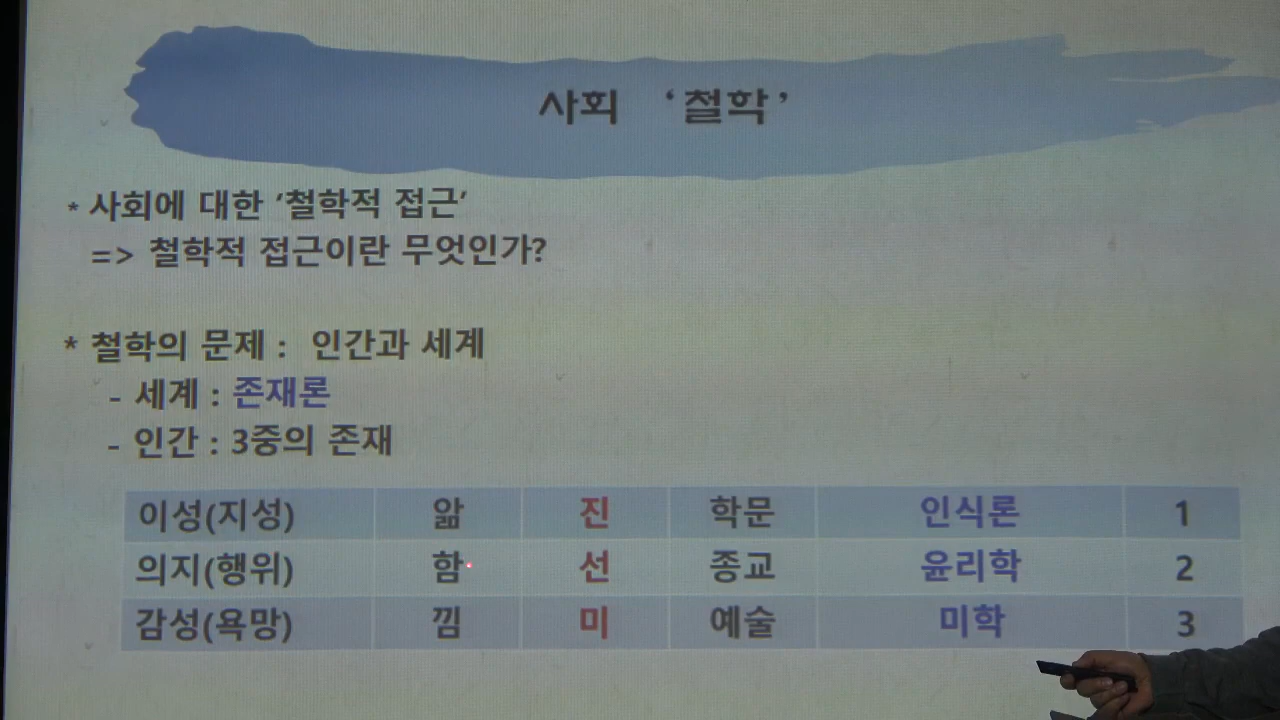 사회 ‘철학’
* 사회에 대한 ‘철학적 접근’
=> 철학적 접근이란 무엇인가?
* 철학의 문제 : 인간과 세계
- 세계 : 존재론
- 인간 : 3중의 존재
이성(지성) 앎 진 학문 인식론 1
의지(행위) 함 선 종교 윤리학 2
감성(욕망) 낌 미 예술 미학 3